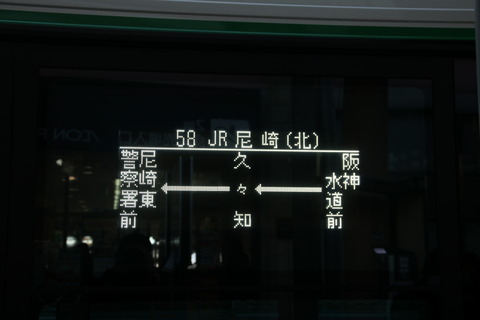 58 JR尼崎(北)
阪神
水道前
久々知
尼崎東
警察署前